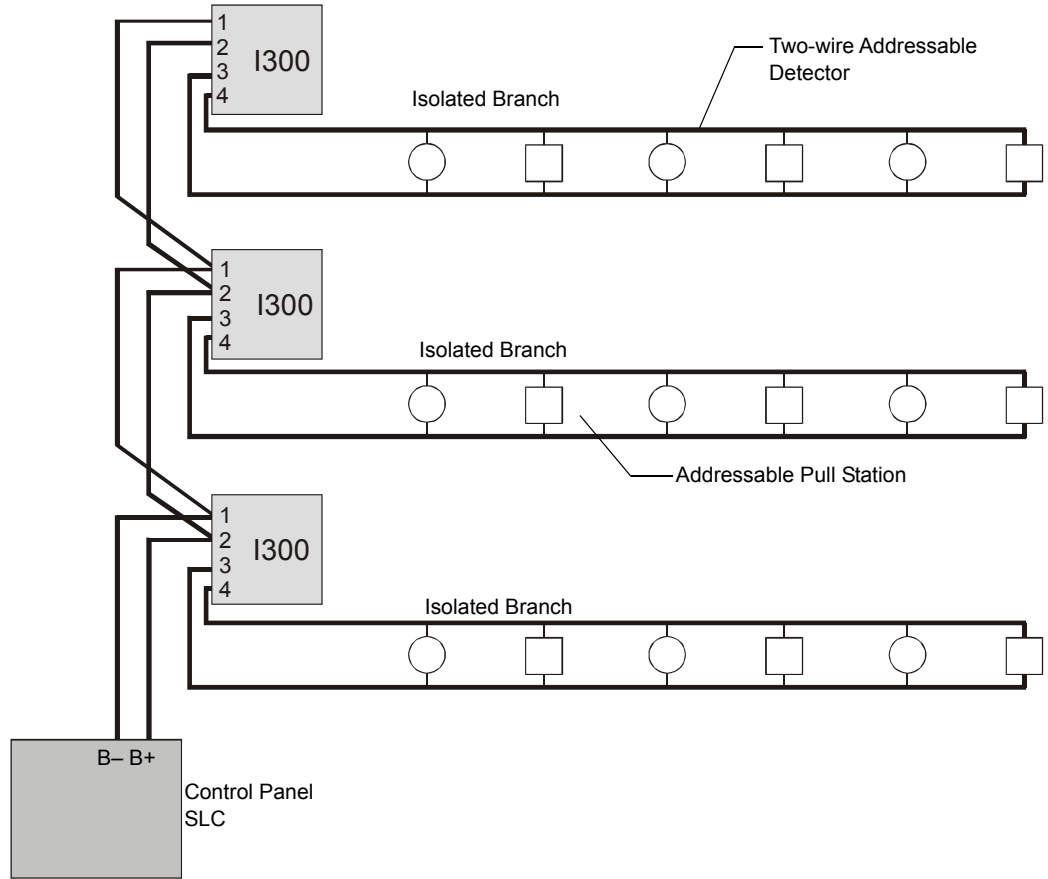 1
2
3
4
I300
Two-wire Addressable
Detector
Isolated Branch
1
2
3
4
I300
Isolated Branch
Addressable Pull Station
1
2
3
4
I300
Isolated Branch
B– B+
Control Panel
SLC